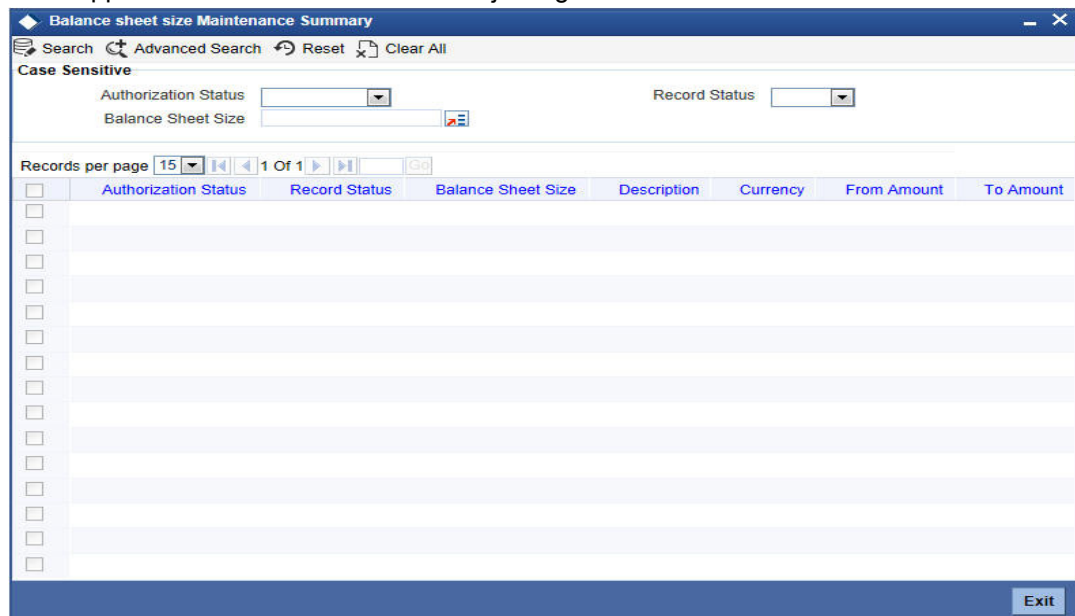 Balance sheet size Maintenance Summary
Search Advanced Search Reset Clear All
Case Sensitive
Authorization Status Record Status
Balance Sheet Size
Records per page 15 1 Of 1 Go
Authorization Status Record Status Balance Sheet Size Description Currency From Amount To Amount
Exit